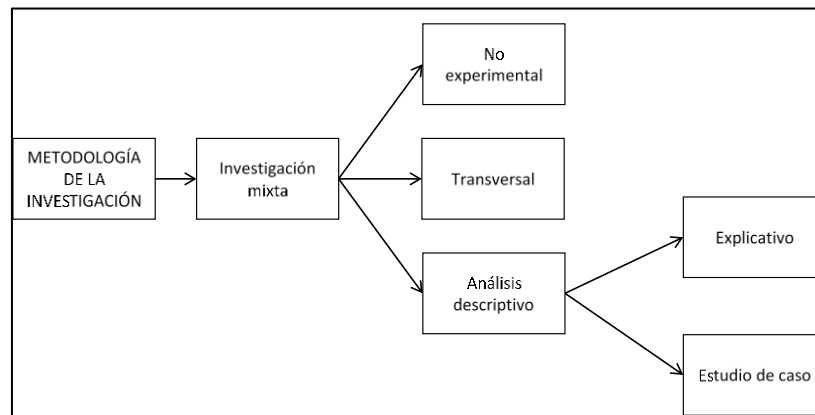 No
experimental
METODOLOGÍA
DE LA
INVESTIGACIÓN
Investigación
mixta
Transversal
Análisis
descriptivo
Explicativo
Estudio de caso